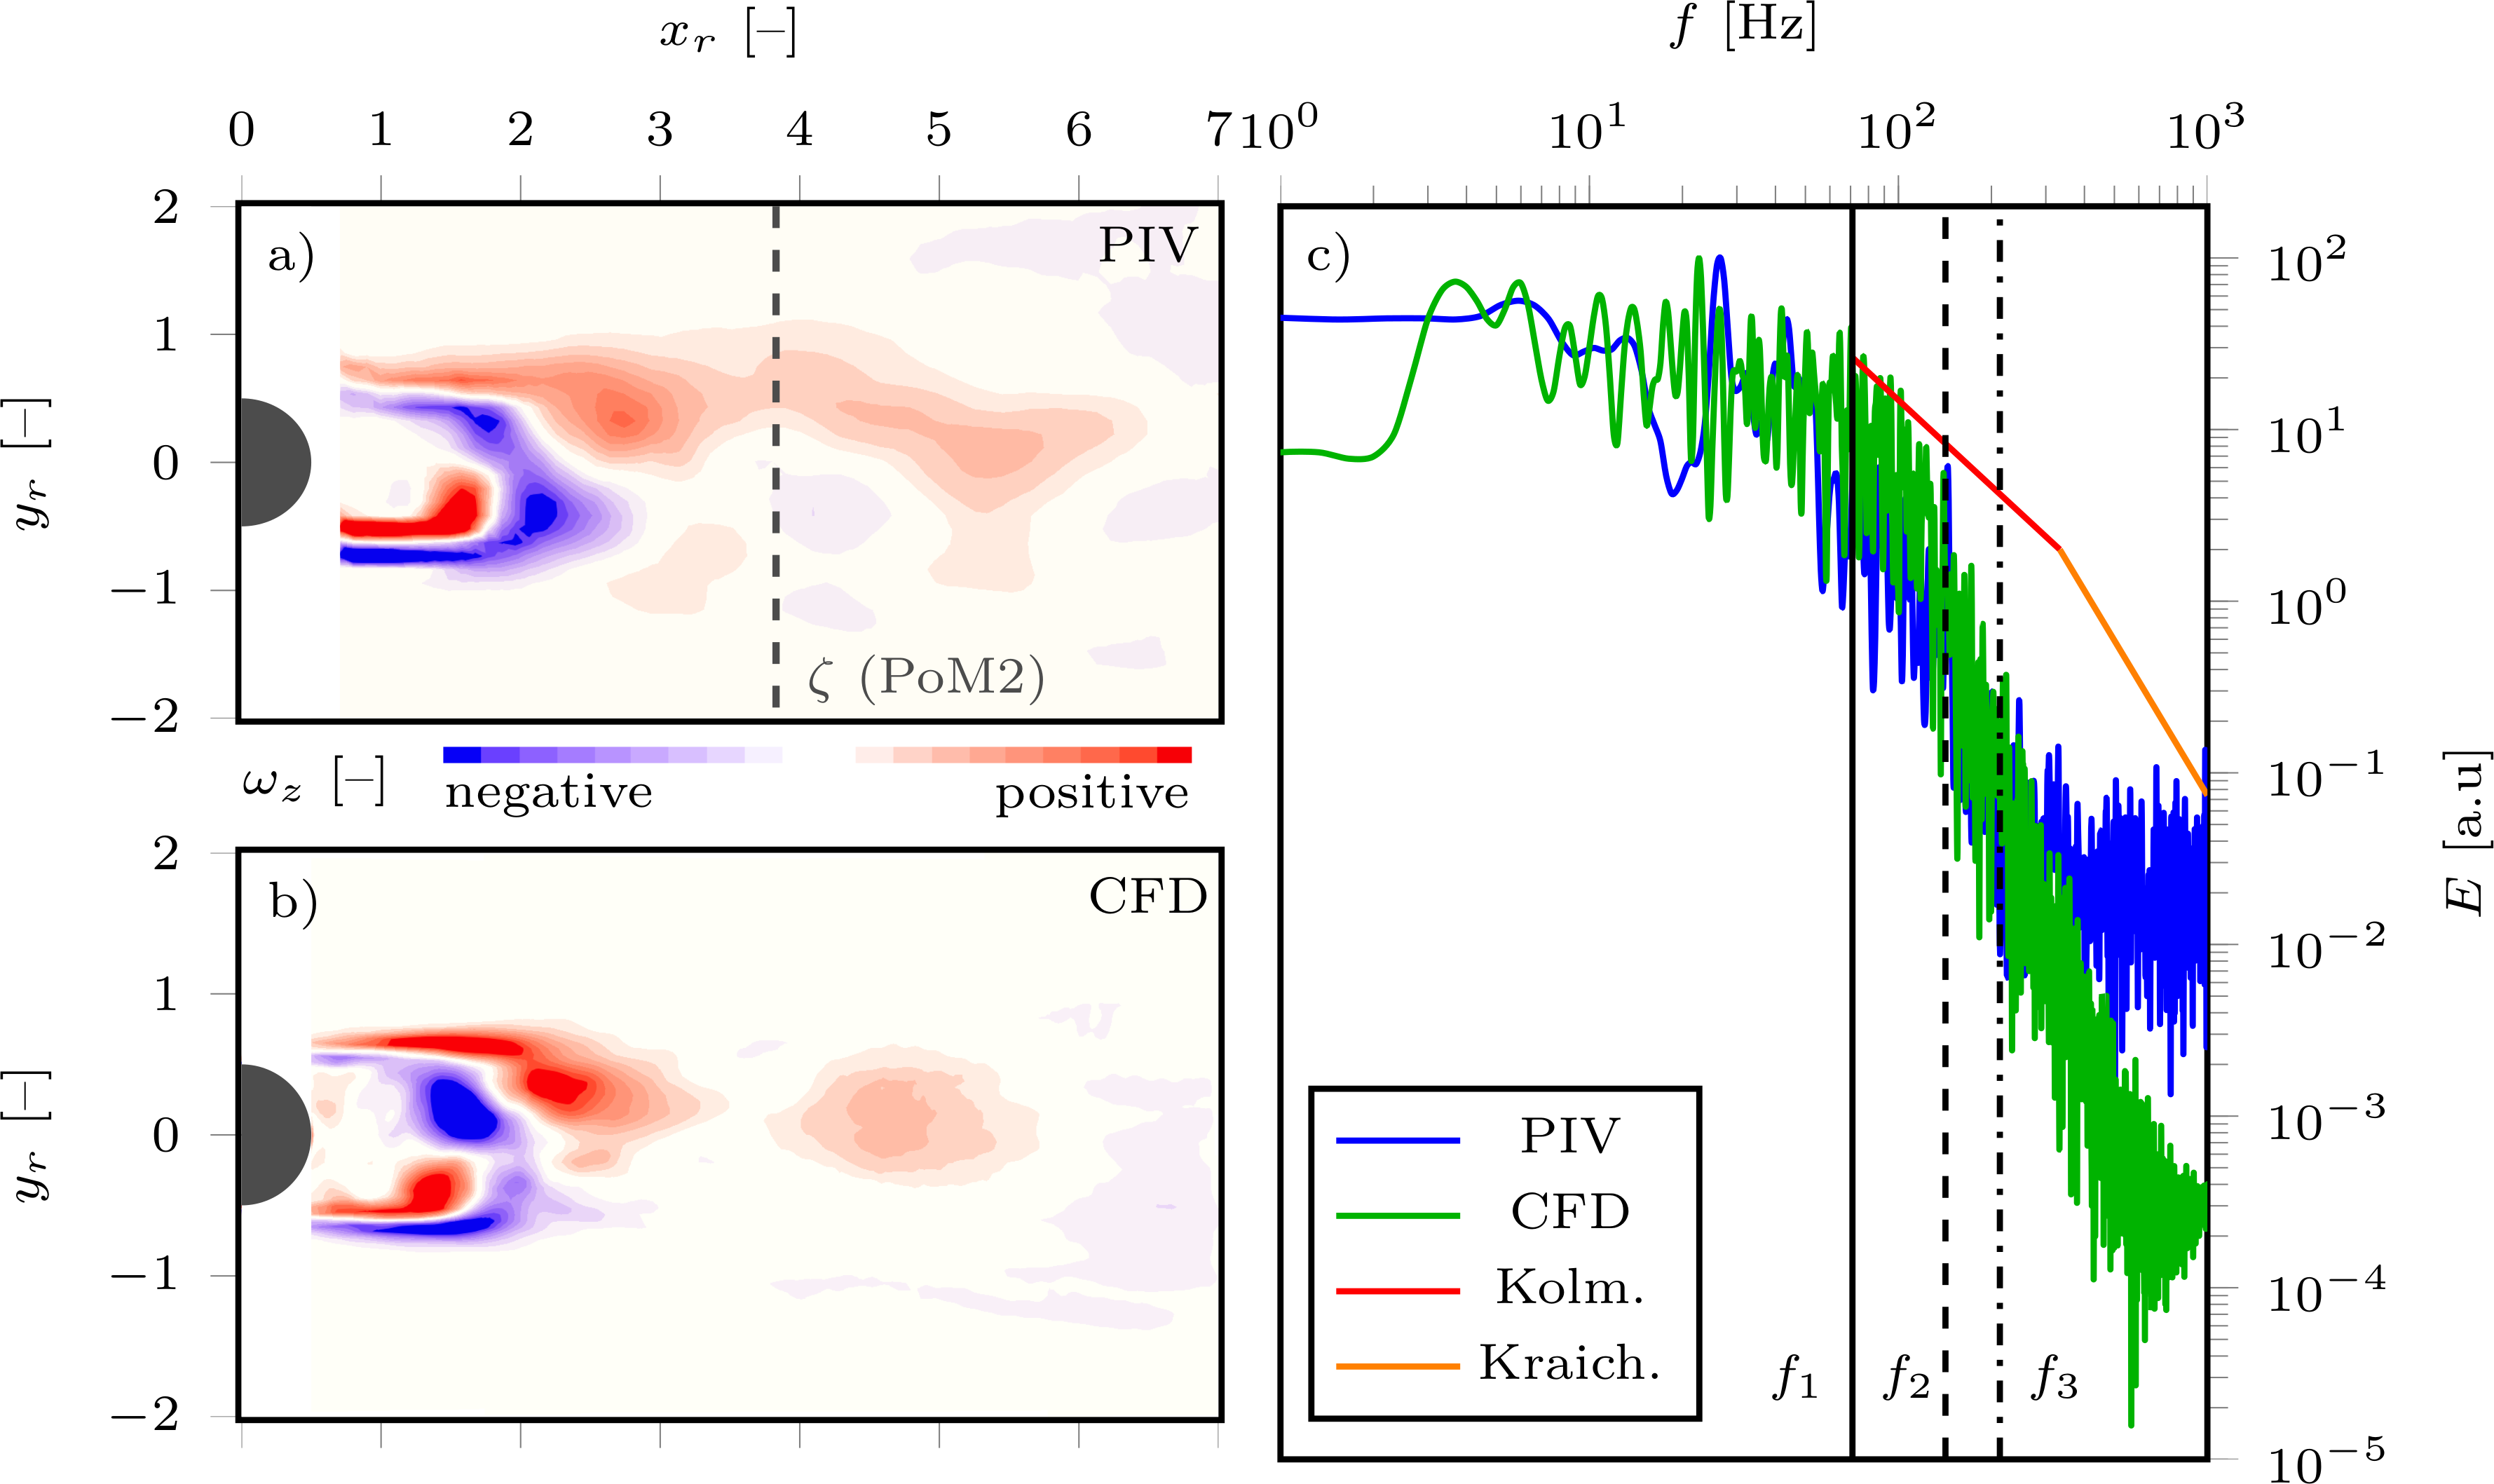 x_r [–]
f [Hz]
0 1 2 3 4 5 6 7
10^0 10^1 10^2 10^3
a)
PIV
2
1
0
−1
−2
y_r [–]
ζ (PoM2)
ω_z [–]
negative
positive
b)
CFD
2
1
0
−1
−2
y_r [–]
c)
10^2
10^1
10^0
10^−1
10^−2
10^−3
10^−4
10^−5
E [a.u]
PIV
CFD
Kolm.
Kraich.
f_1
f_2
f_3